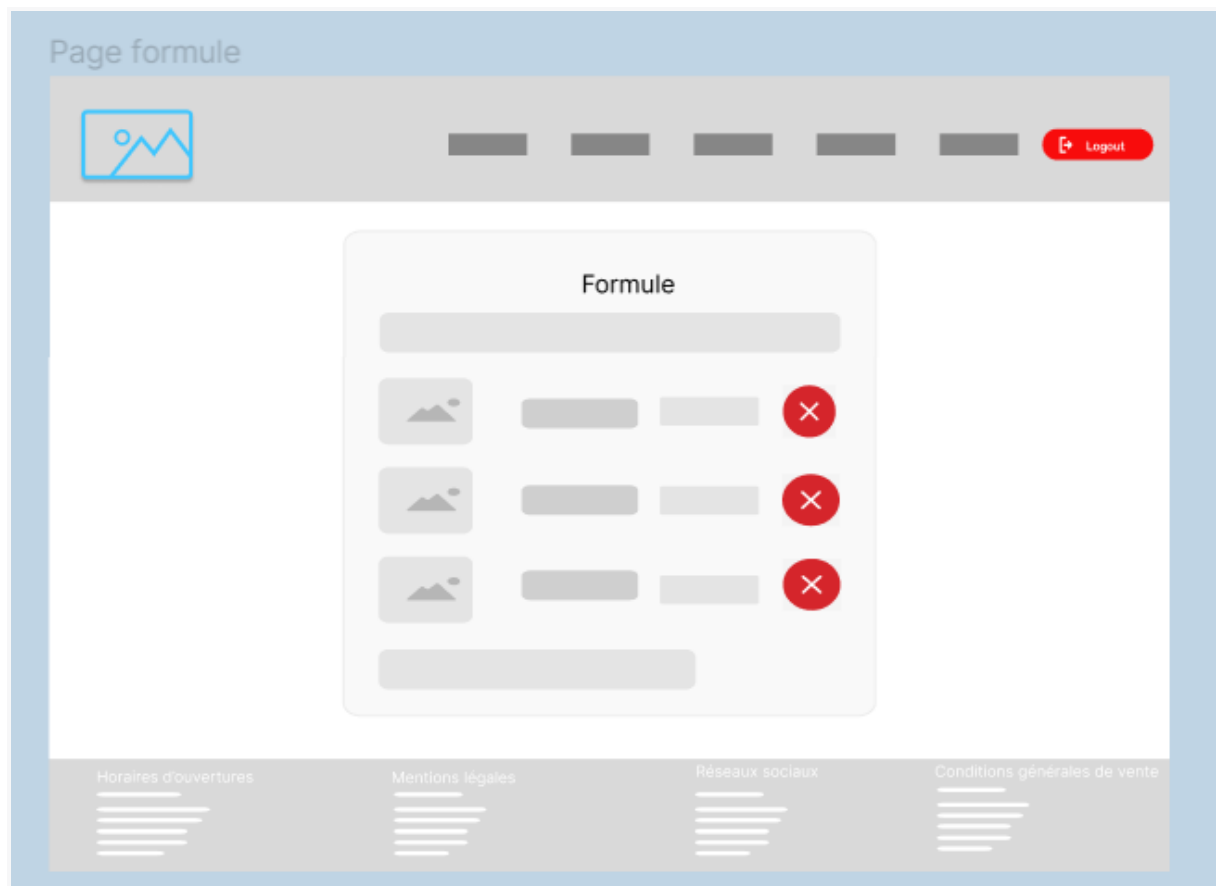 Page formule
Logout
Formule
Horaires d'ouvertures
Mentions légales
Réseaux sociaux
Conditions générales de vente